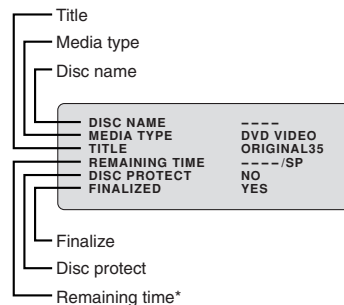 Title
Media type
Disc name
DISC NAME ----
MEDIA TYPE DVD VIDEO
TITLE ORIGINAL35
REMAINING TIME ----/SP
DISC PROTECT NO
FINALIZED YES
Finalize
Disc protect
Remaining time*